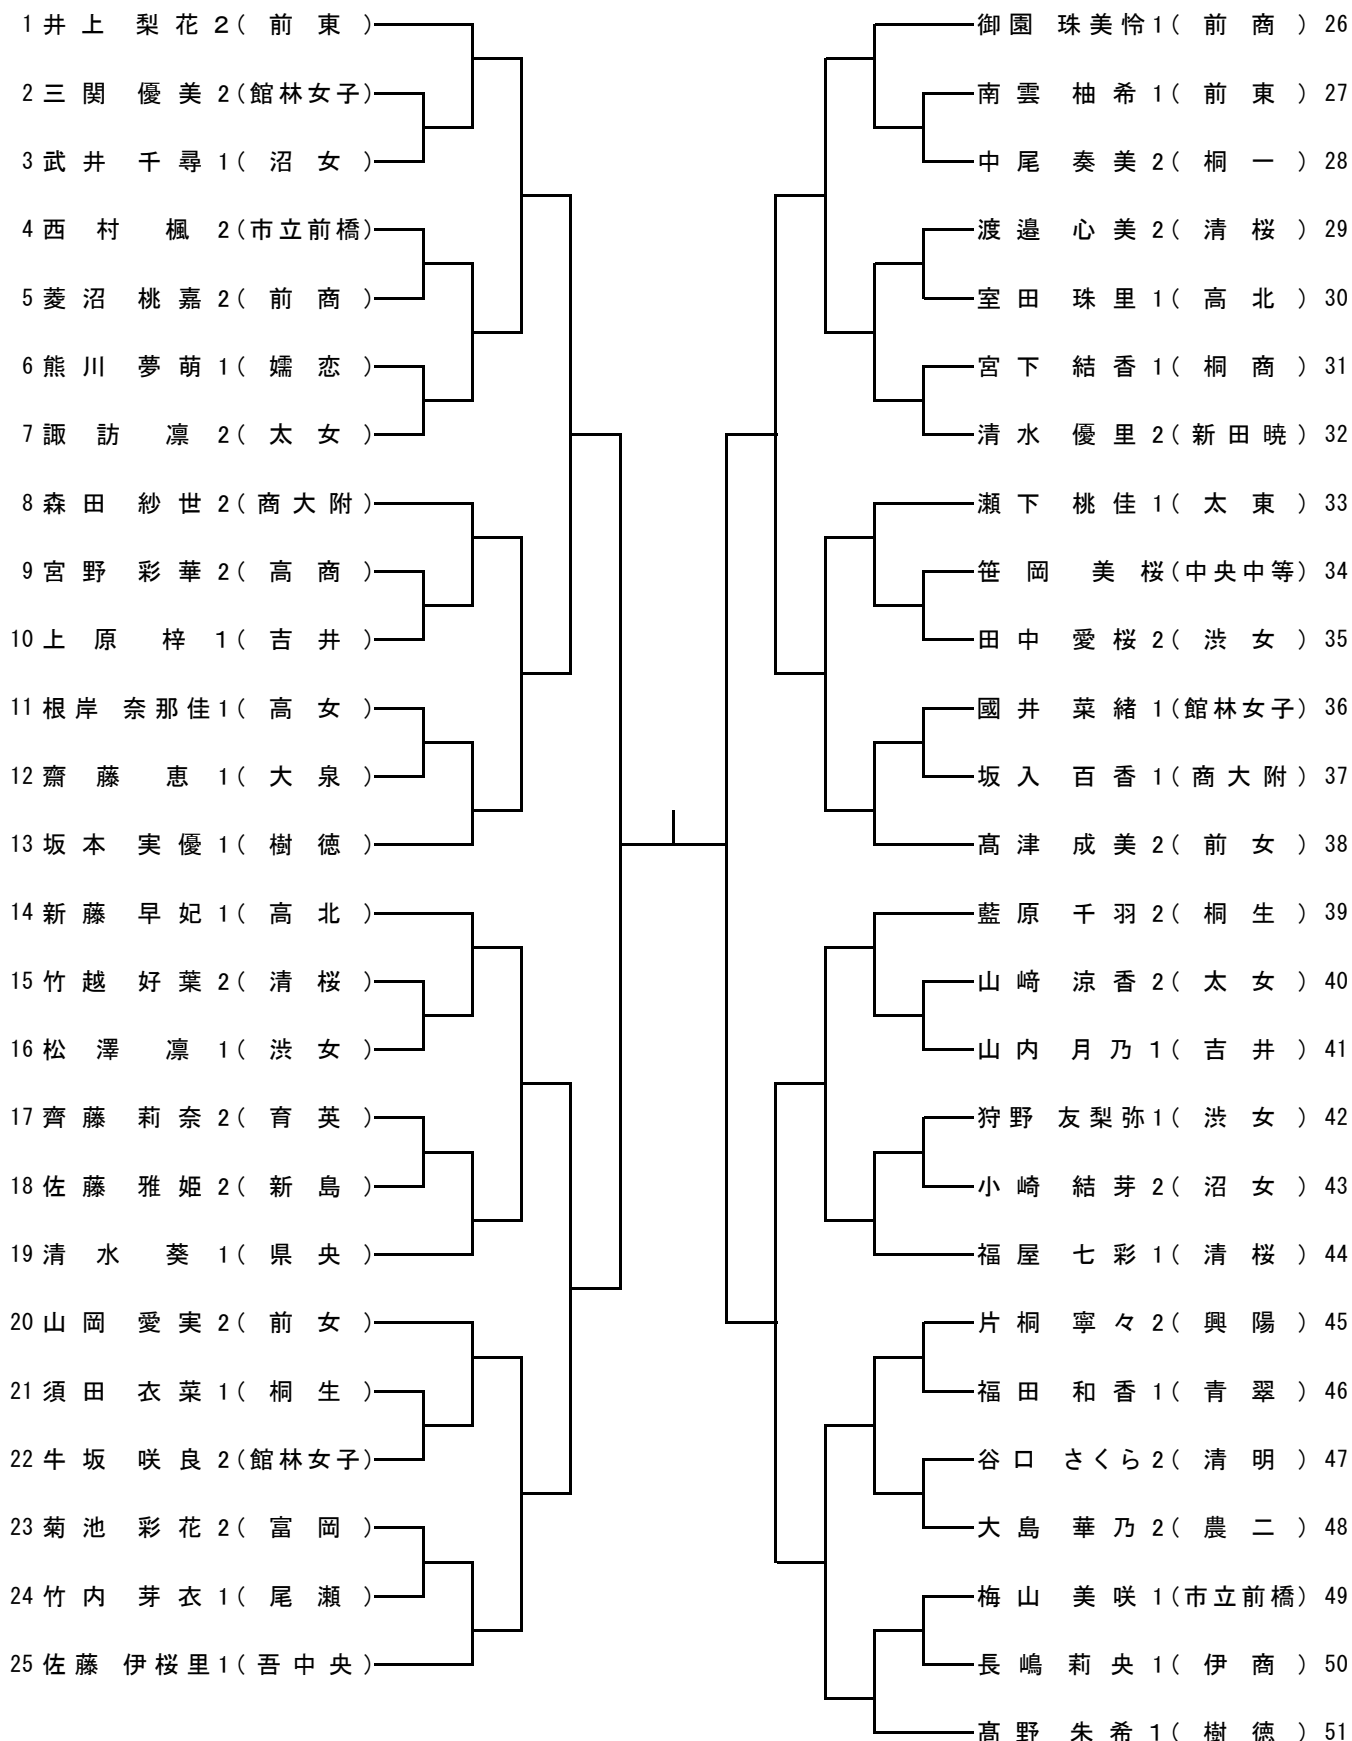 1 井上 梨花 2(前東)
2 三関 優美 2(館林女子)
3 武井 千尋 1(沼女)
4 西村 楓 2(市立前橋)
5 菱沼 桃嘉 2(前商)
6 熊川 夢萌 1(嬬恋)
7 諏訪 凛 2(太女)
8 森田 紗世 2(商大附)
9 宮野 彩華 2(高商)
10 上原 梓 1(吉井)
11 根岸 奈那佳 1(高女)
12 齋藤 恵 1(大泉)
13 坂本 実優 1(樹徳)
14 新藤 早妃 1(高北)
15 竹越 好葉 2(清桜)
16 松澤 凛 1(渋女)
17 齊藤 莉奈 2(育英)
18 佐藤 雅姫 2(新島)
19 清水 葵 1(県央)
20 山岡 愛実 2(前女)
21 須田 衣菜 1(桐生)
22 牛坂 咲良 2(館林女子)
23 菊池 彩花 2(富岡)
24 竹内 芽衣 1(尾瀬)
25 佐藤 伊桜里 1(吾中央)
御園 珠美怜 1(前商) 26
南雲 柚希 1(前東) 27
中尾 奏美 2(桐一) 28
渡邉 心美 2(清桜) 29
室田 珠里 1(高北) 30
宮下 結香 1(桐商) 31
清水 優里 2(新田暁) 32
瀬下 桃佳 1(太東) 33
笹岡 美桜(中央中等) 34
田中 愛桜 2(渋女) 35
國井 菜緒 1(館林女子) 36
坂入 百香 1(商大附) 37
髙津 成美 2(前女) 38
藍原 千羽 2(桐生) 39
山﨑 涼香 2(太女) 40
山内 月乃 1(吉井) 41
狩野 友梨弥 1(渋女) 42
小崎 結芽 2(沼女) 43
福屋 七彩 1(清桜) 44
片桐 寧々 2(興陽) 45
福田 和香 1(青翠) 46
谷口 さくら 2(清明) 47
大島 華乃 2(農二) 48
梅山 美咲 1(市立前橋) 49
長嶋 莉央 1(伊商) 50
髙野 朱希 1(樹徳) 51